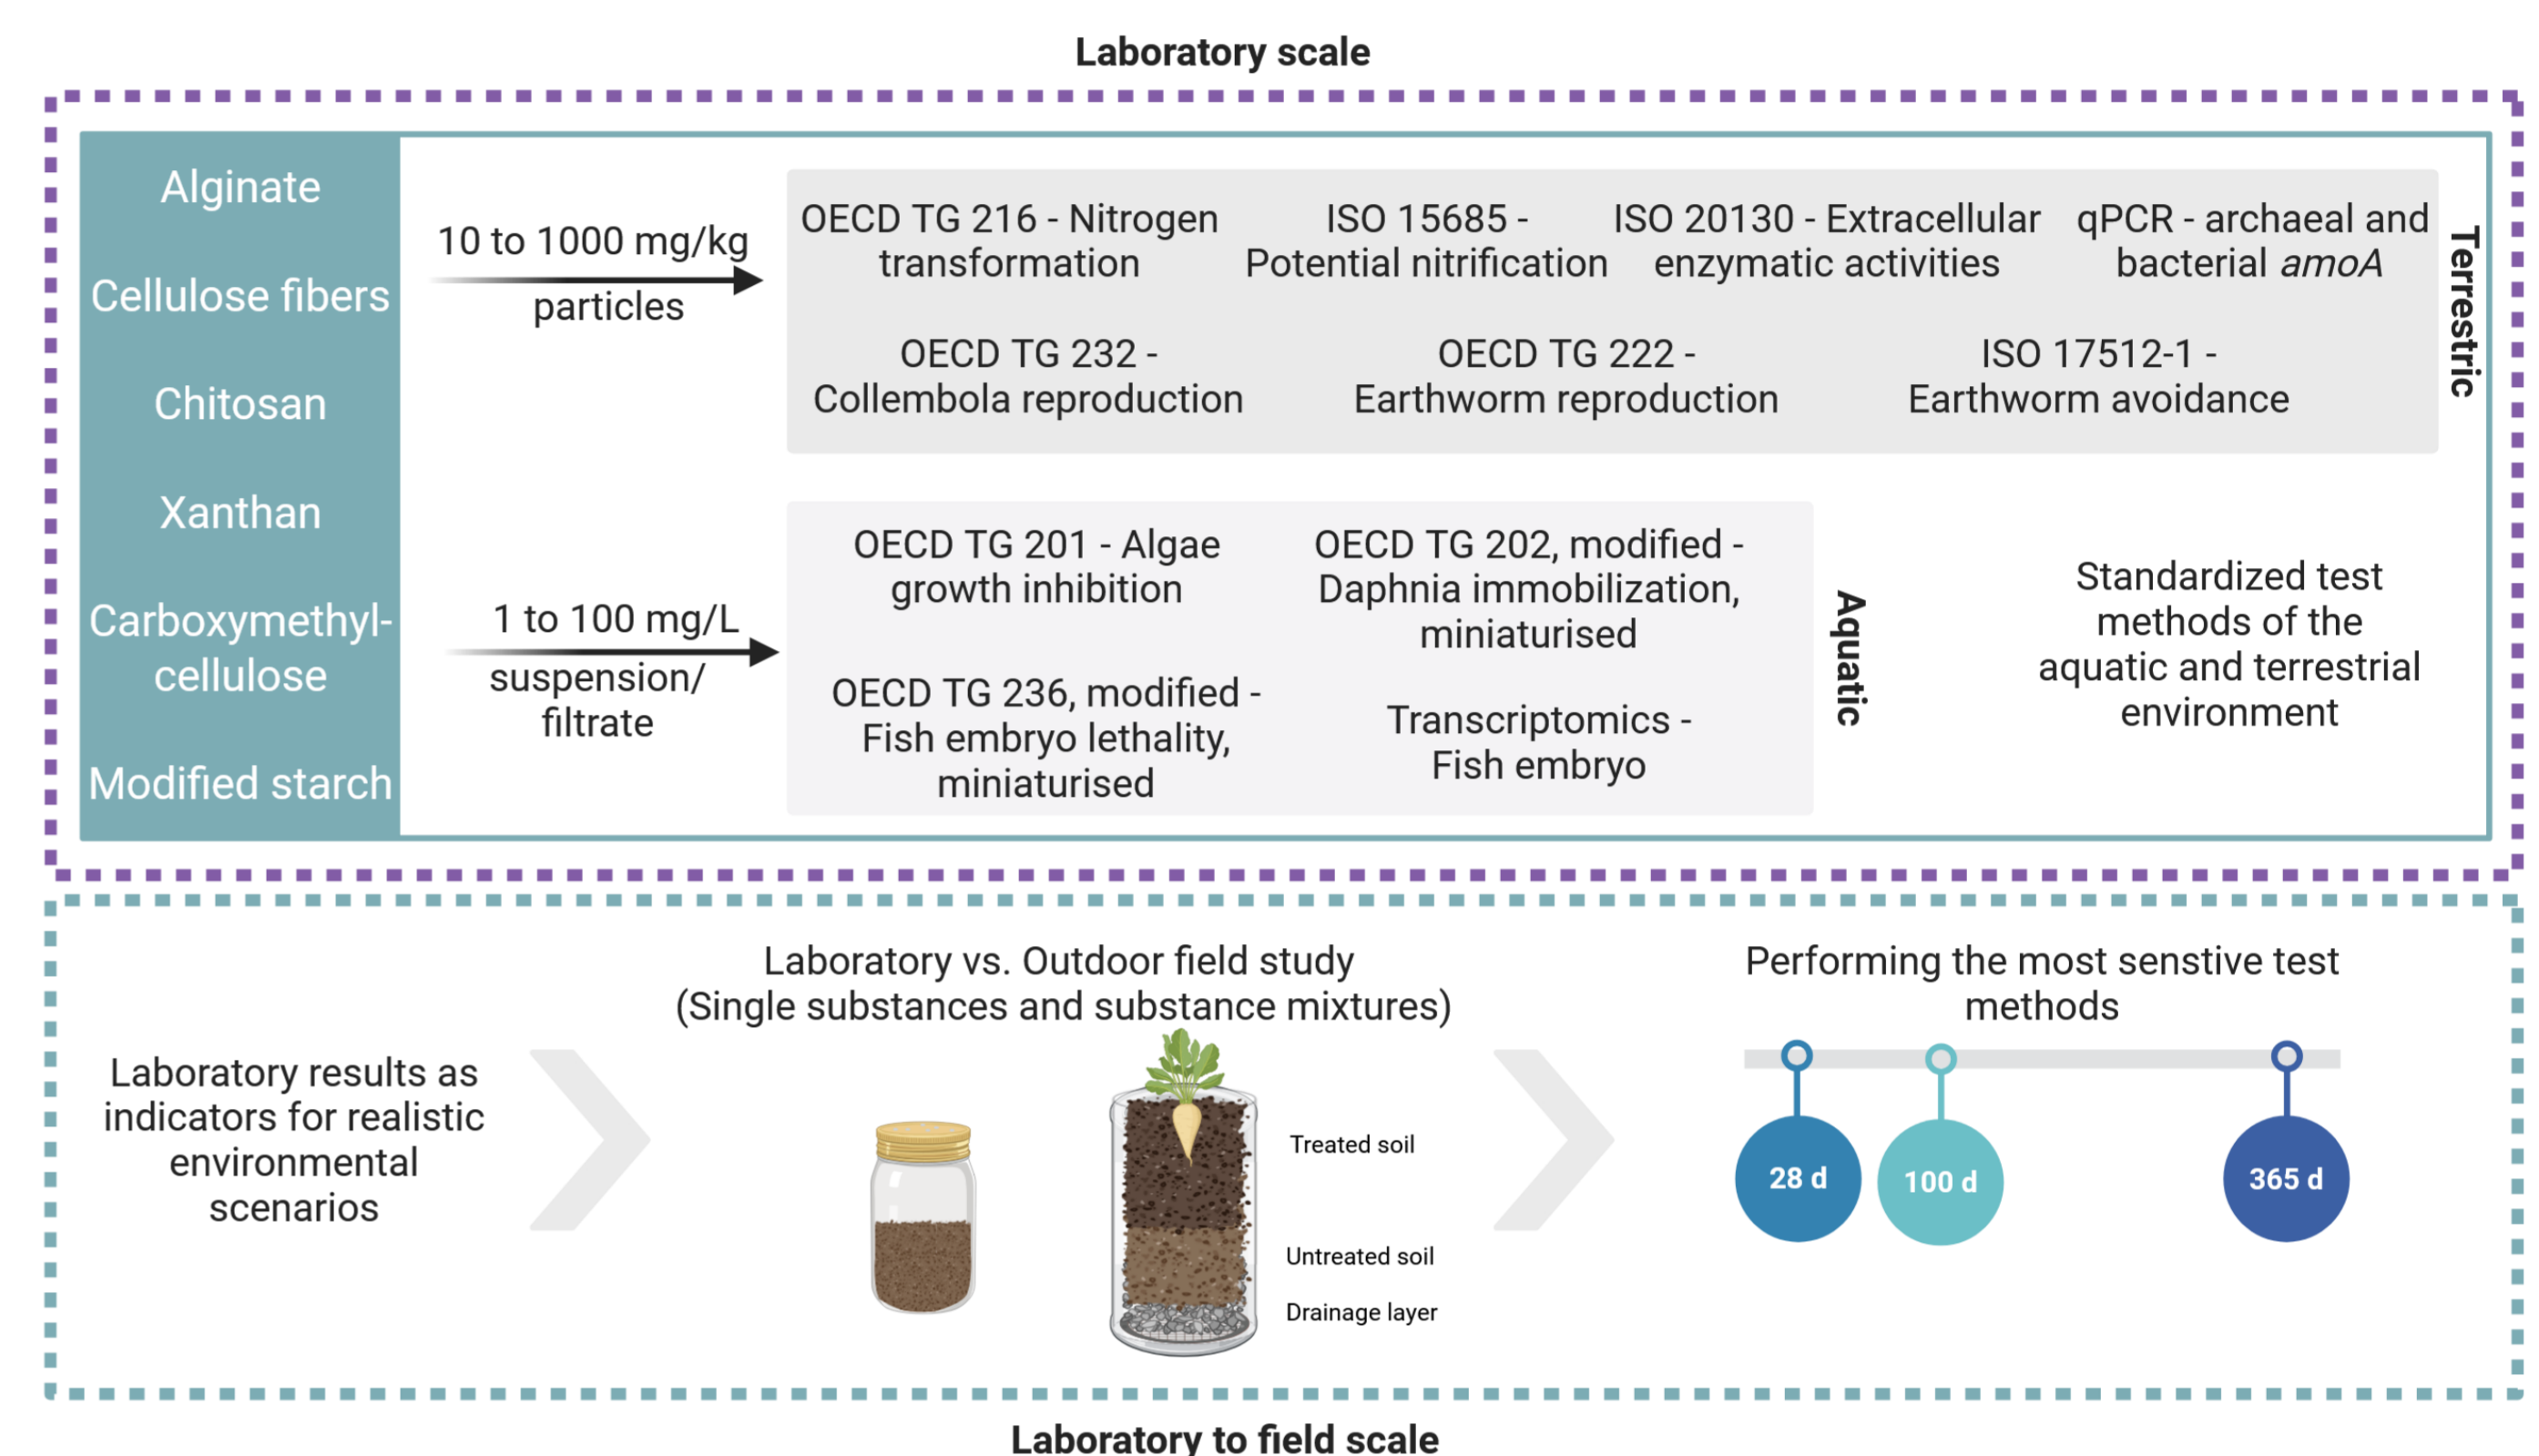 Laboratory scale
Alginate
Cellulose fibers
Chitosan
Xanthan
Carboxymethyl-
cellulose
Modified starch
10 to 1000 mg/kg
particles
OECD TG 216 - Nitrogen
transformation
ISO 15685 -
Potential nitrification
ISO 20130 - Extracellular
enzymatic activities
qPCR - archaeal and
bacterial amoA
OECD TG 232 -
Collembola reproduction
OECD TG 222 -
Earthworm reproduction
ISO 17512-1 -
Earthworm avoidance
Terrestric
1 to 100 mg/L
suspension/
filtrate
OECD TG 201 - Algae
growth inhibition
OECD TG 202, modified -
Daphnia immobilization,
miniaturised
OECD TG 236, modified -
Fish embryo lethality,
miniaturised
Transcriptomics -
Fish embryo
Aquatic
Standardized test
methods of the
aquatic and terrestrial
environment
Laboratory results as
indicators for realistic
environmental
scenarios
Laboratory vs. Outdoor field study
(Single substances and substance mixtures)
Treated soil
Untreated soil
Drainage layer
Performing the most senstive test
methods
28 d
100 d
365 d
Laboratory to field scale